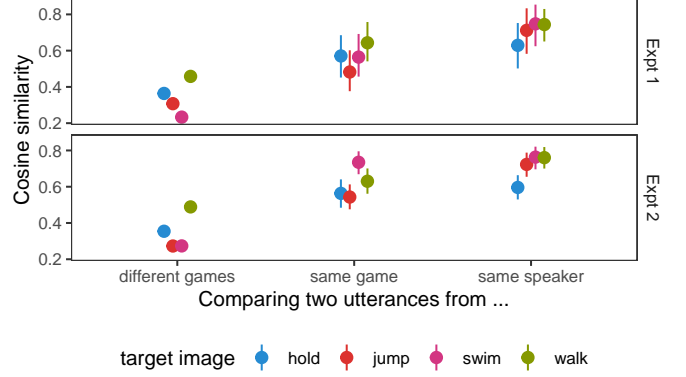 Cosine similarity
0.8
0.6
0.4
0.2
Expt 1
0.8
0.6
0.4
0.2
Expt 2
different games same game same speaker
Comparing two utterances from ...
target image hold jump swim walk